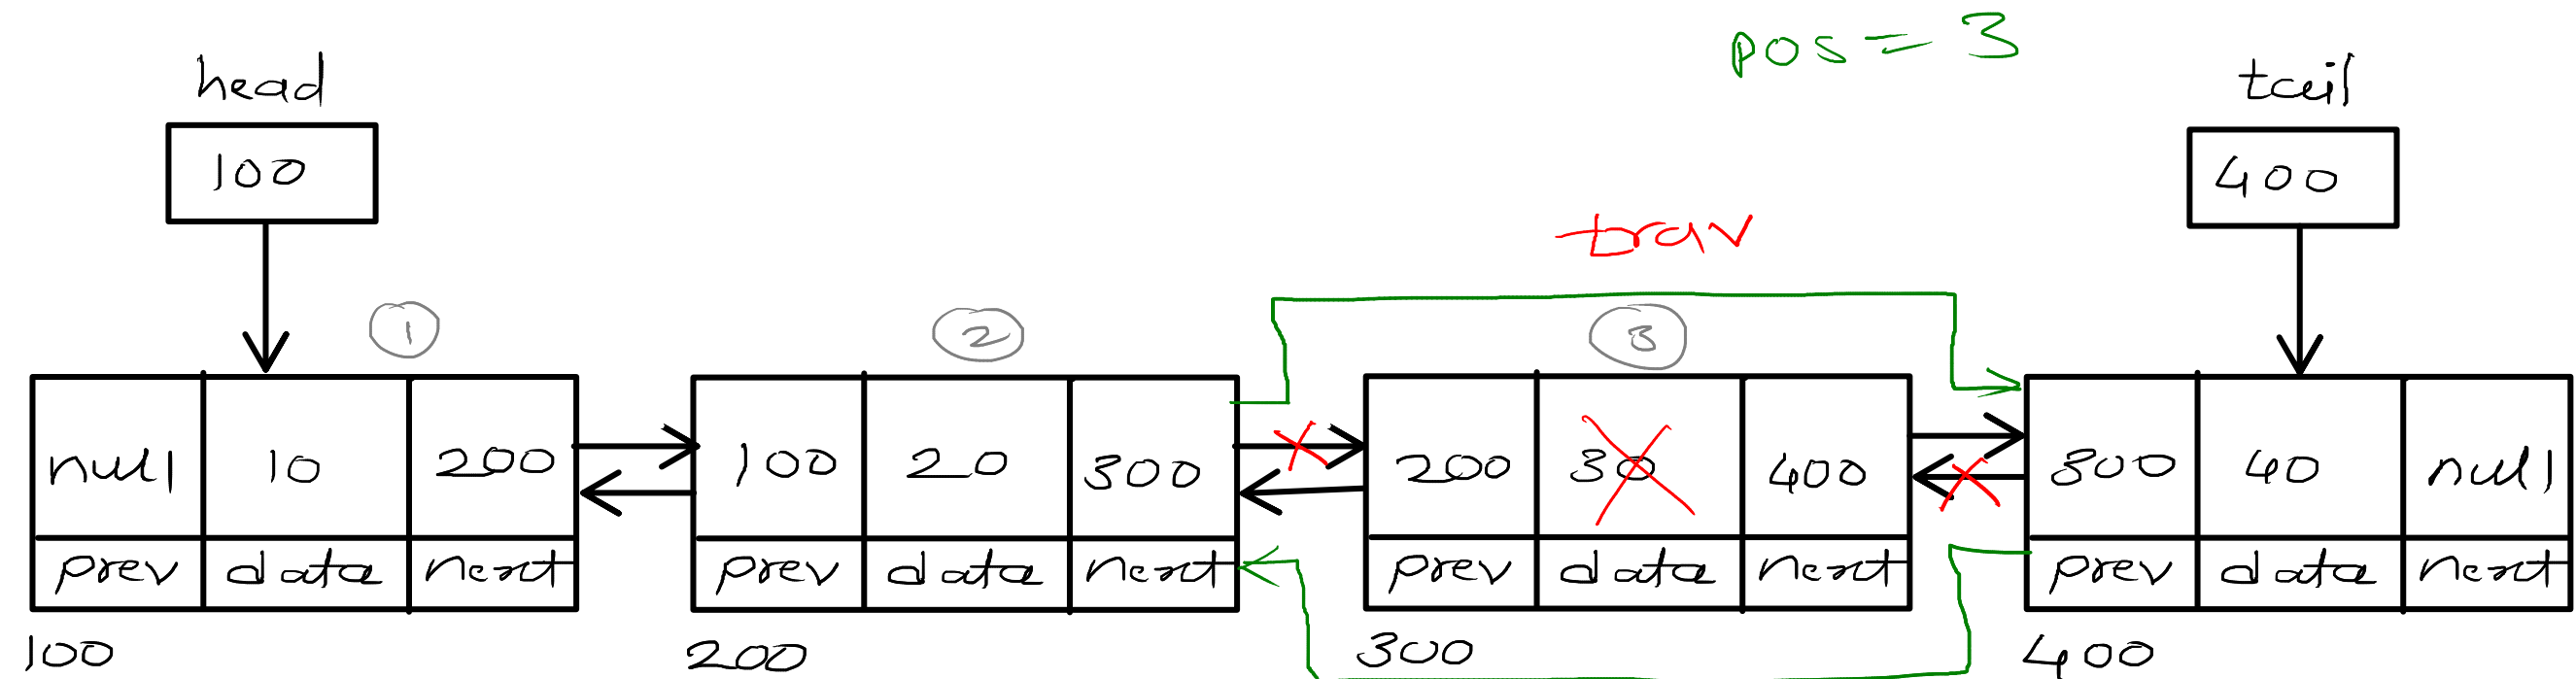 pos = 3
head
tail
100
400
trav
1
2
3
null 10 200
100 20 300
200 30 400
300 40 null
prev data next
prev data next
prev data next
prev data next
100
200
300
400